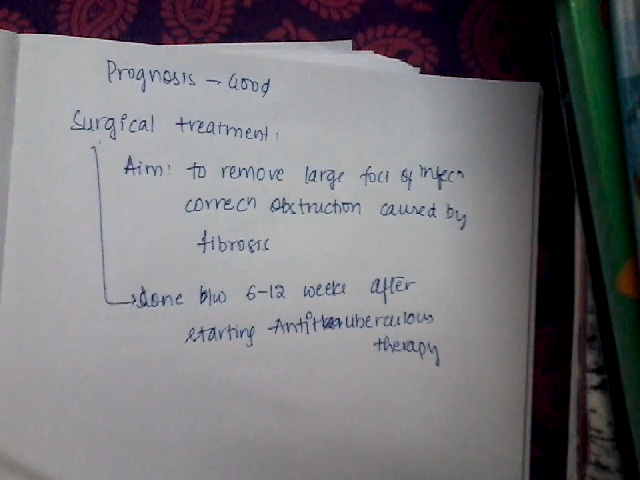 Prognosis - Good
Surgical treatment:
Aim: to remove large foci of infecn
correcn obstruction caused by
fibrosis
→ done b/w 6-12 weeks after
starting Antituberculous
therapy